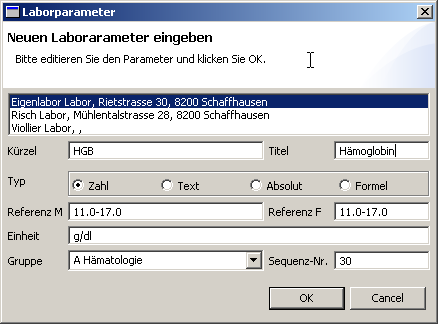 Laborparameter
Neuen Laborarameter eingeben
Bitte editieren Sie den Parameter und klicken Sie OK.
Eigenlabor Labor, Rietstrasse 30, 8200 Schaffhausen
Risch Labor, Mühlentalstrasse 28, 8200 Schaffhausen
Viollier Labor, ,
Kürzel HGB Titel Hämoglobin
Typ Zahl Text Absolut Formel
Referenz M 11.0-17.0 Referenz F 11.0-17.0
Einheit g/dl
Gruppe A Hämatologie Sequenz-Nr. 30
OK Cancel